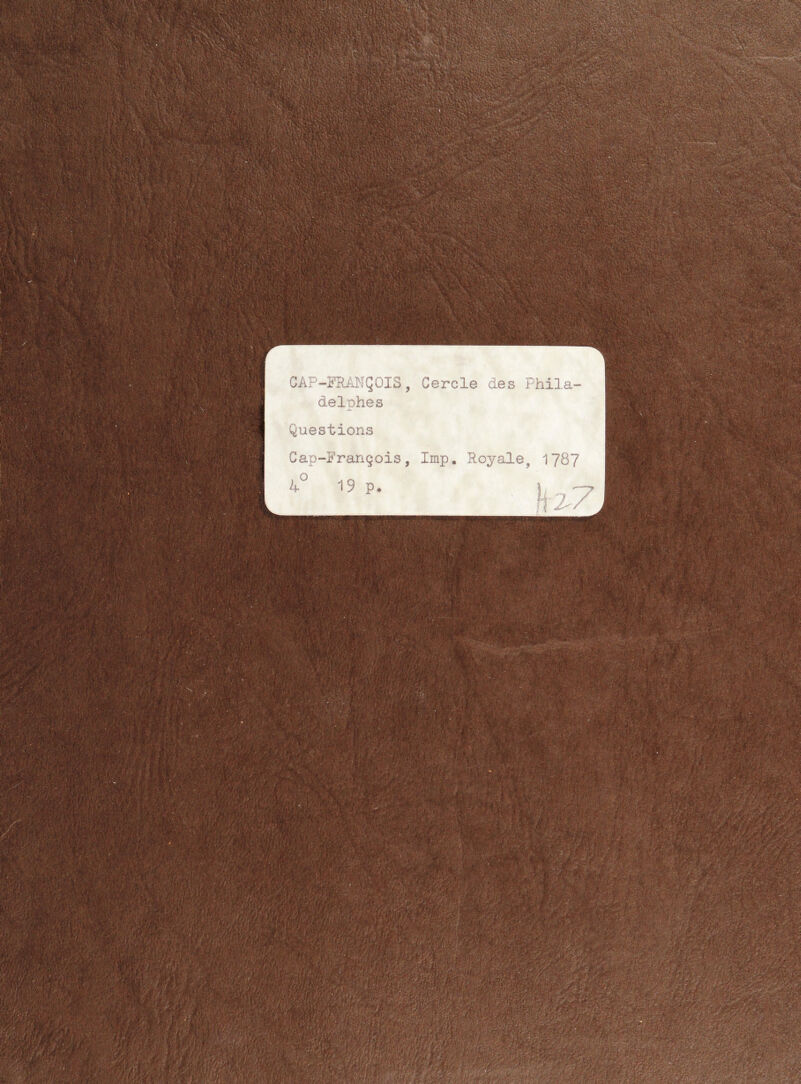 CAP-FRANÇOIS, Cercle des Phila-
delphes
Questions
Cap-François, Imp. Royale, 1787
4° 19 p.
H27